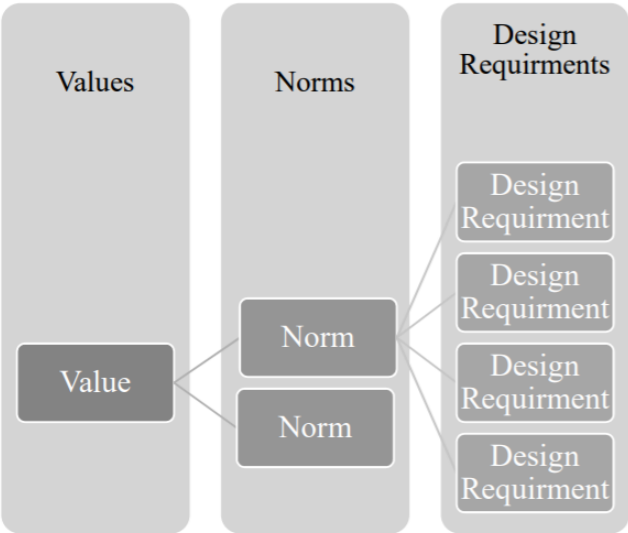 Values
Norms
Design
Requirments
Value
Norm
Norm
Design
Requirment
Design
Requirment
Design
Requirment
Design
Requirment